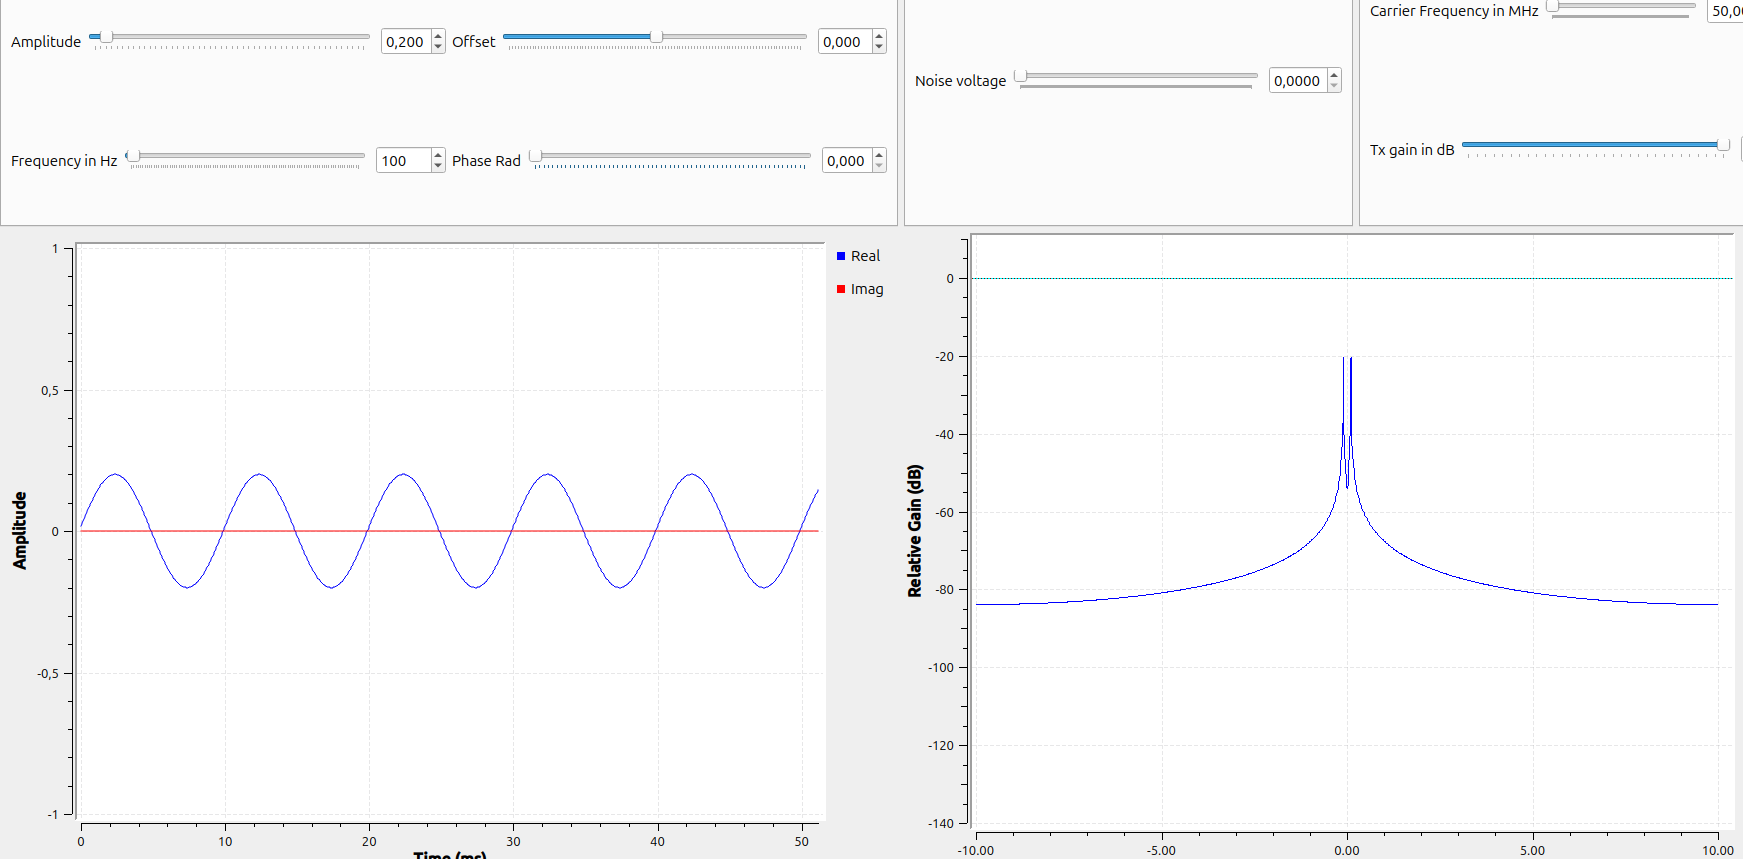 Amplitude 0,200 Offset 0,000
Frequency in Hz 100 Phase Rad 0,000
Noise voltage 0,0000
Carrier Frequency in MHz
Tx gain in dB
1
0,5
0
-0,5
-1
Amplitude
0 10 20 30 40 50
Time (ms)
Real
Imag
0
-20
-40
-60
-80
-100
-120
-140
Relative Gain (dB)
-10.00 -5.00 0.00 5.00 10.00